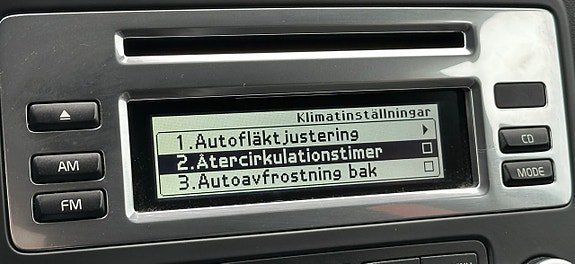 Klimatinställningar
1.Autofläktjustering
2.Återcirkulationstimer
3.Autoavfrostning bak
AM
FM
CD
MODE